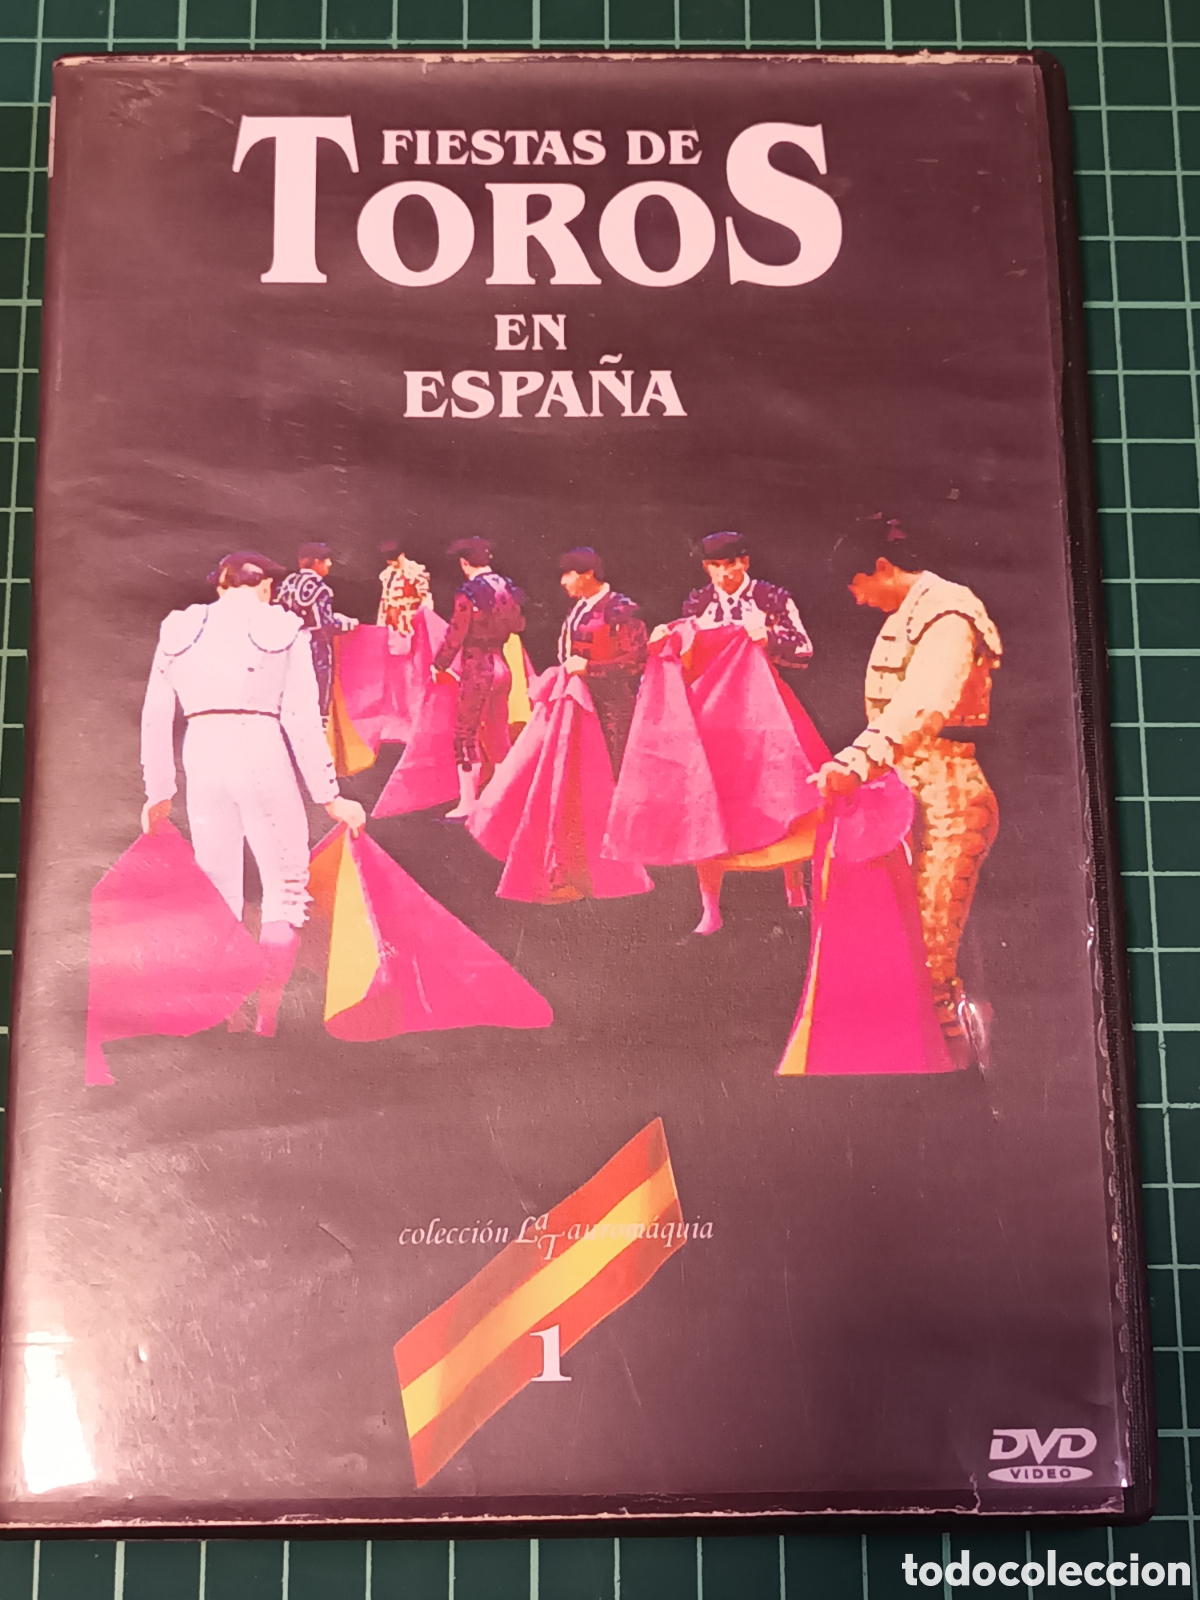 FIESTAS DE
TOROS
EN
ESPAÑA
colección La Tauromáquia
1
DVD
VIDEO
todocoleccion